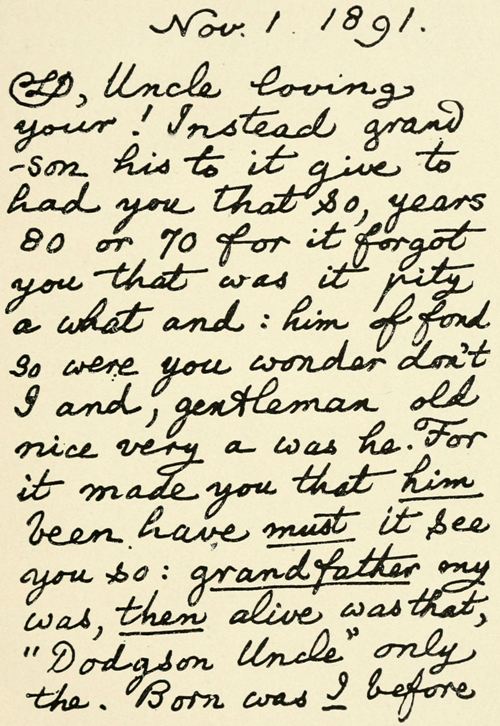 Nov. 1. 1891.
CLD, Uncle loving
your! Instead grand
-son his to it give to
had you that so, years
80 or 70 for it forgot
you that was it pity
a what and: him of fond
so were you wonder don't
I and, gentleman old
nice very a was he. For
it made you that him
been have must it see
you so: grandfather my
was, then alive was that,
"Dodgson Uncle" only
the. Born was I before